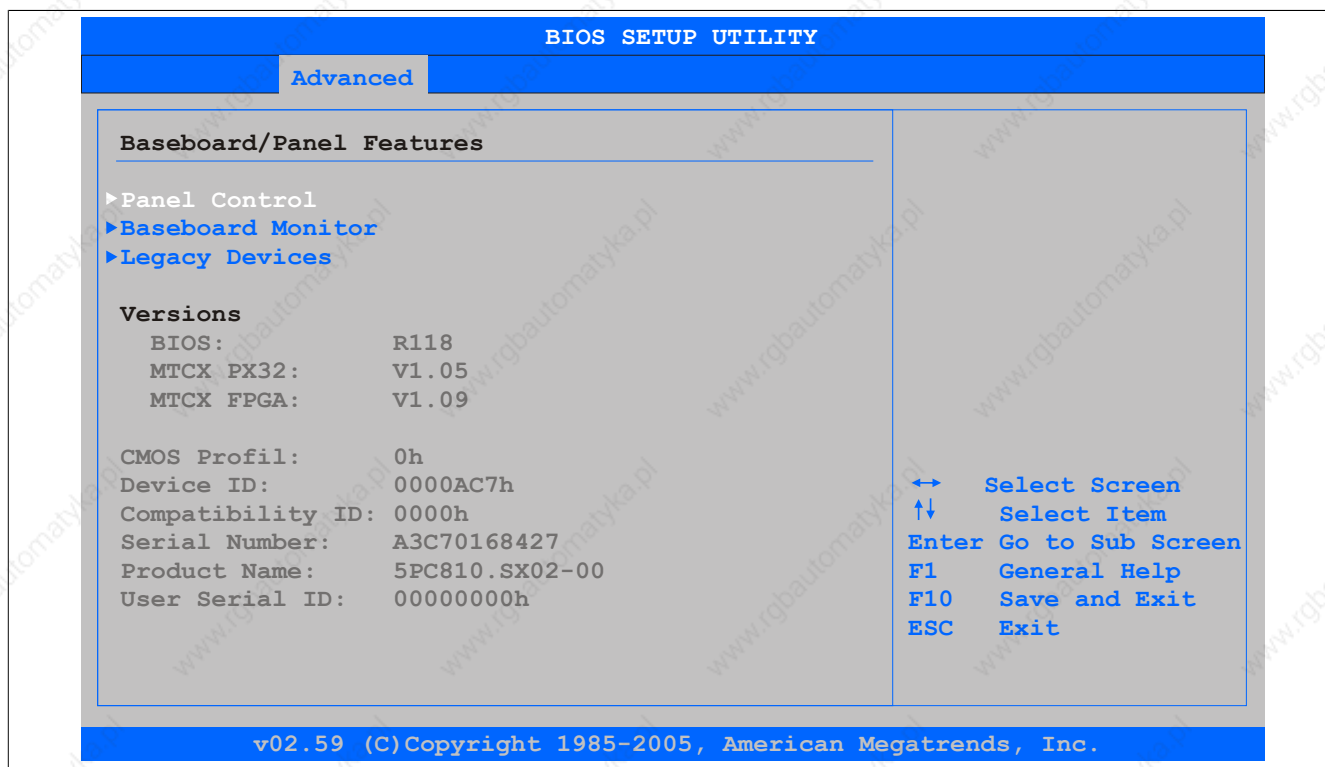 BIOS SETUP UTILITY
Advanced
Baseboard/Panel Features
▶Panel Control
▶Baseboard Monitor
▶Legacy Devices
Versions
BIOS: R118
MTCX PX32: V1.05
MTCX FPGA: V1.09
CMOS Profil: 0h
Device ID: 0000AC7h
Compatibility ID: 0000h
Serial Number: A3C70168427
Product Name: 5PC810.SX02-00
User Serial ID: 00000000h
↔ Select Screen
↑↓ Select Item
Enter Go to Sub Screen
F1 General Help
F10 Save and Exit
ESC Exit
v02.59 (C)Copyright 1985-2005, American Megatrends, Inc.
www.rgbautomatyka.pl